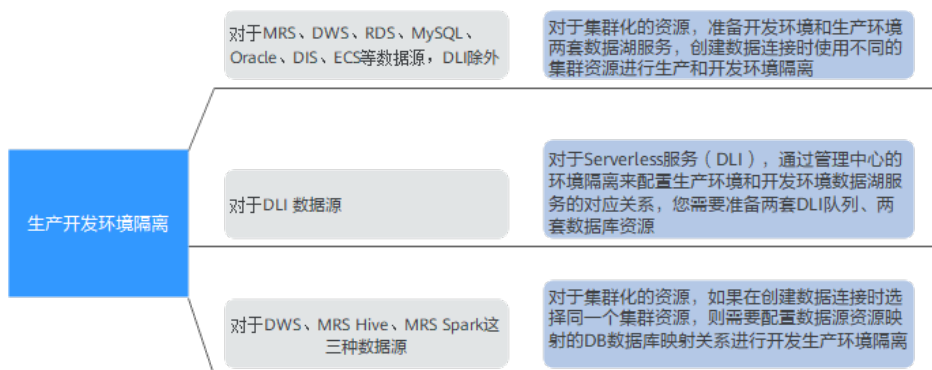 生产开发环境隔离
对于MRS、DWS、RDS、MySQL、
Oracle、DIS、ECS等数据源，DLI除外
对于集群化的资源，准备开发环境和生产环境
两套数据湖服务，创建数据连接时使用不同的
集群资源进行生产和开发环境隔离
对于DLI 数据源
对于Serverless服务（DLI），通过管理中心的
环境隔离来配置生产环境和开发环境数据湖服
务的对应关系，您需要准备两套DLI队列、两
套数据库资源
对于DWS、MRS Hive、MRS Spark这
三种数据源
对于集群化的资源，如果在创建数据连接时选
择同一个集群资源，则需要配置数据源资源映
射的DB数据库映射关系进行开发生产环境隔离